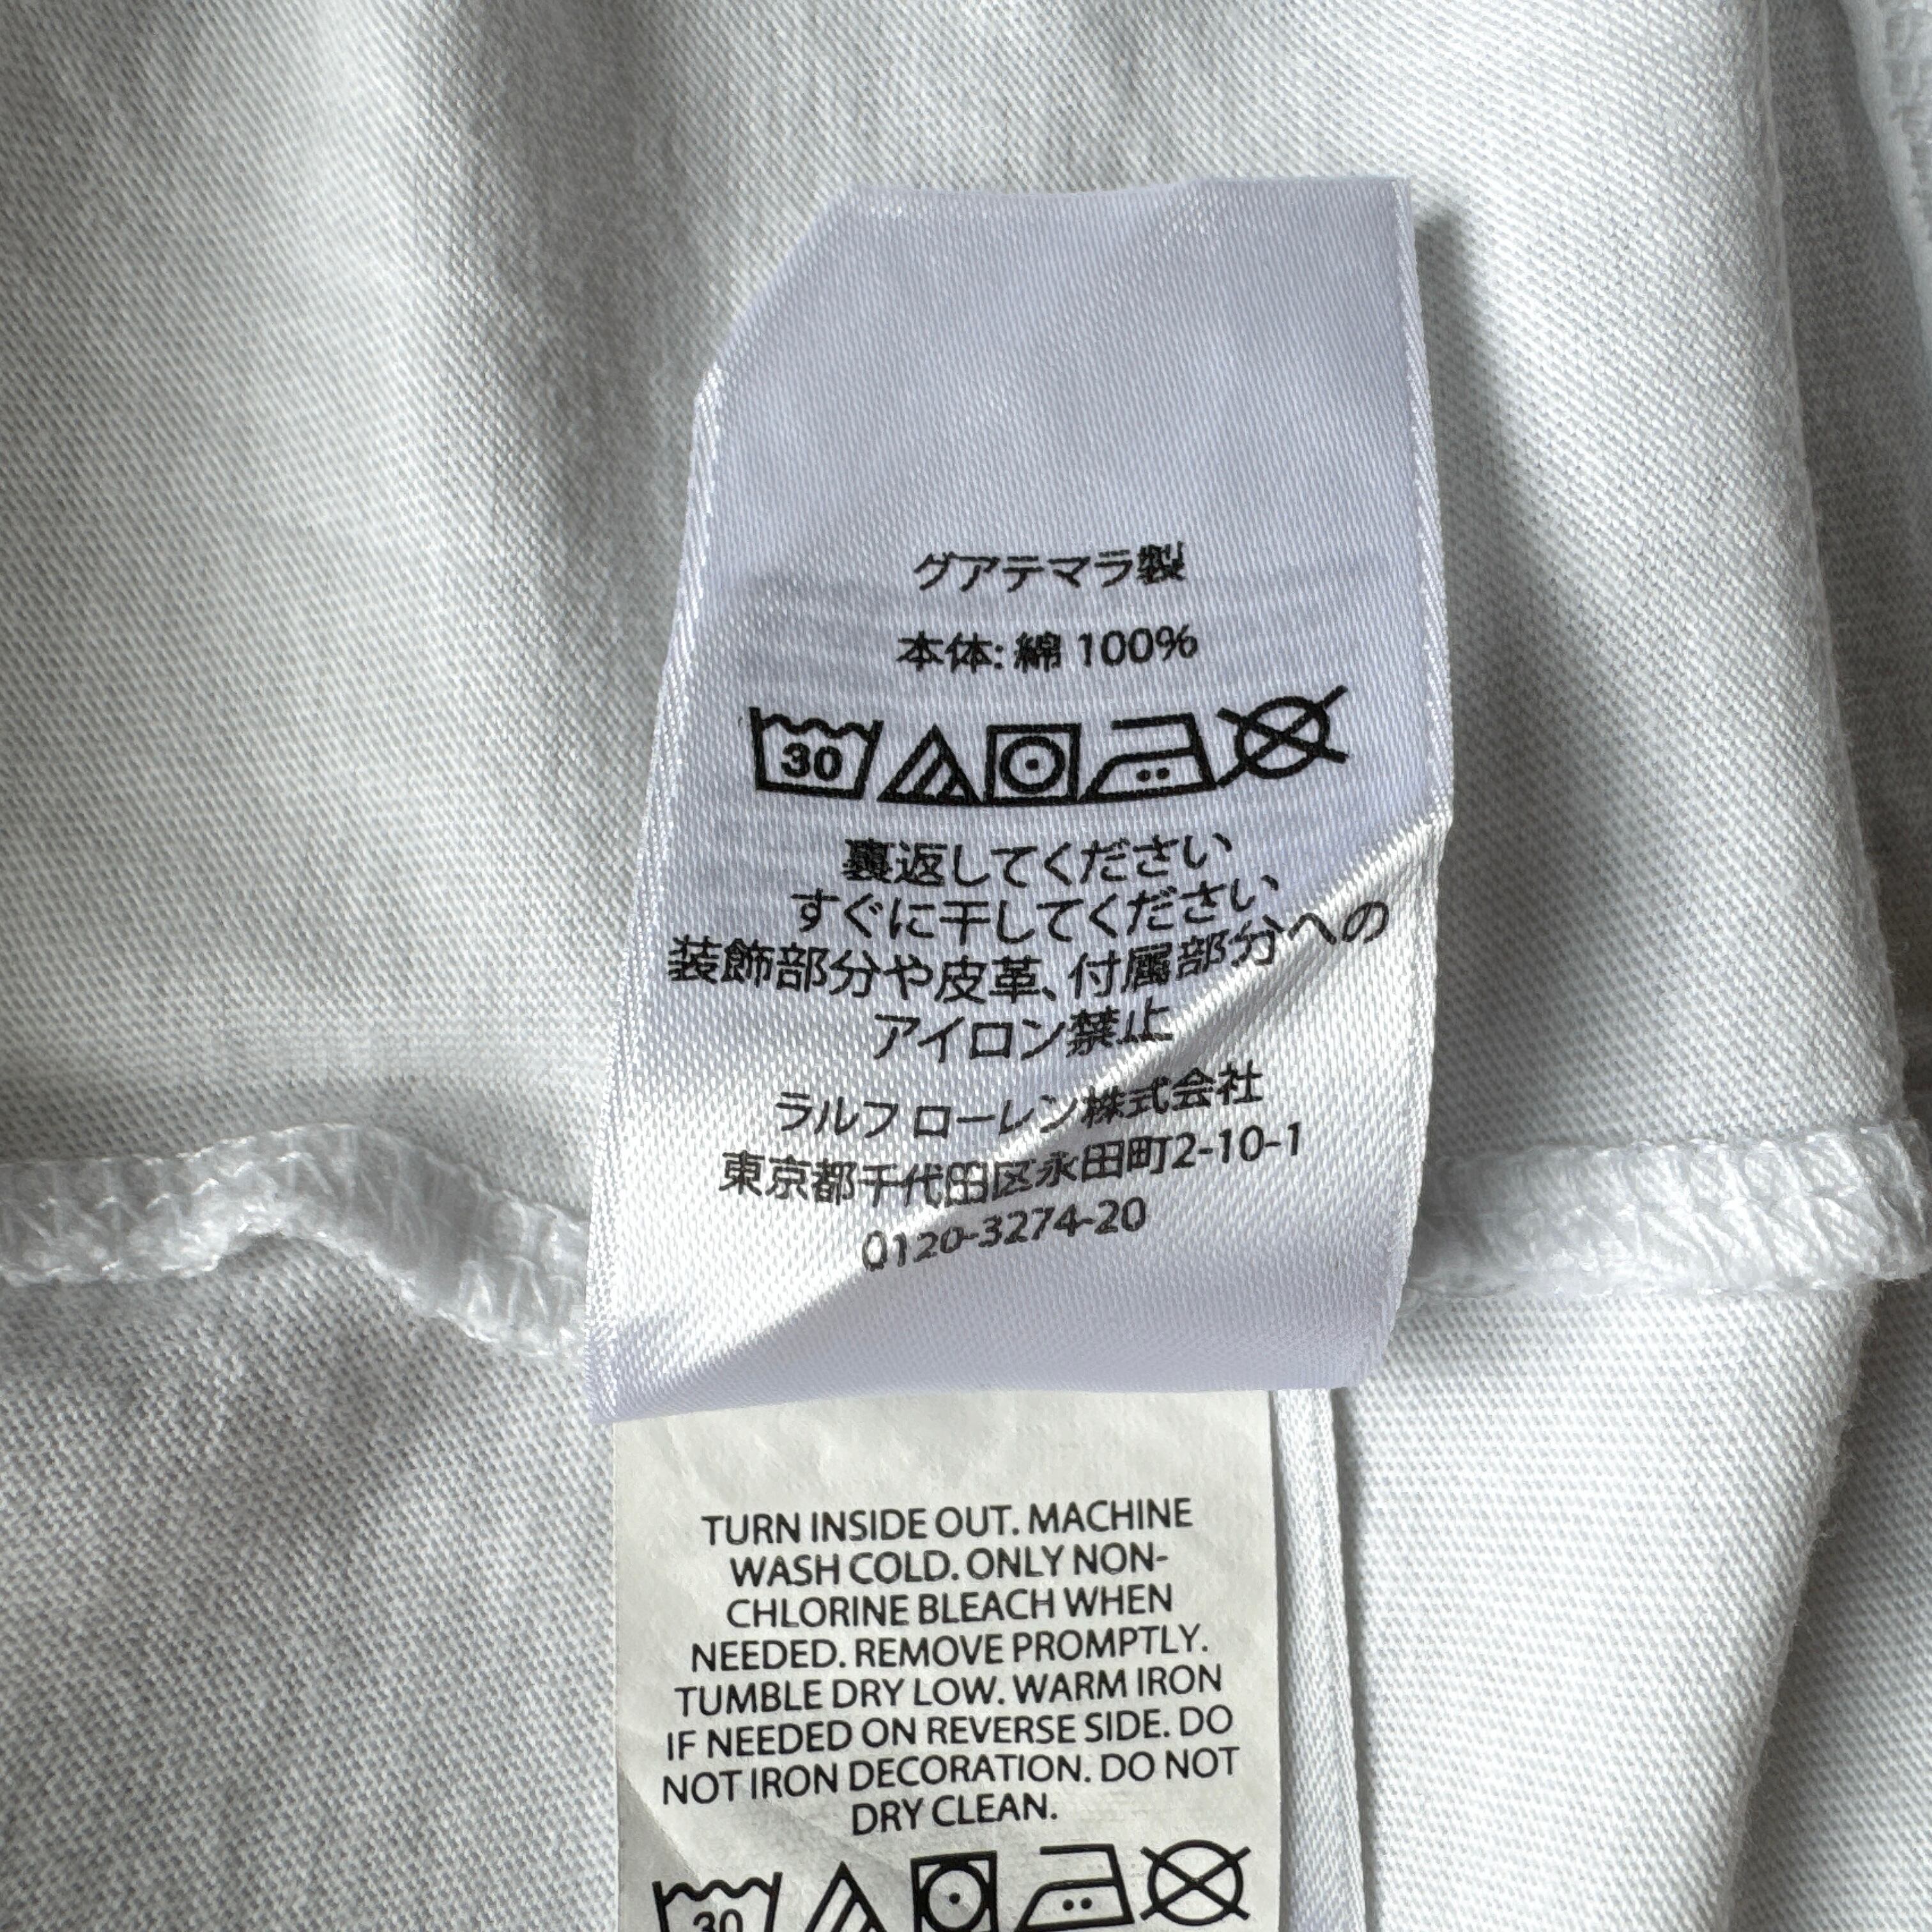 グアテマラ製
本体: 綿 100%
30
裏返してください
すぐに干してください
装飾部分や皮革、付属部分への
アイロン禁止
ラルフ ローレン株式会社
東京都千代田区永田町2-10-1
0120-3274-20
TURN INSIDE OUT. MACHINE
WASH COLD. ONLY NON-
CHLORINE BLEACH WHEN
NEEDED. REMOVE PROMPTLY.
TUMBLE DRY LOW. WARM IRON
IF NEEDED ON REVERSE SIDE. DO
NOT IRON DECORATION. DO NOT
DRY CLEAN.
30